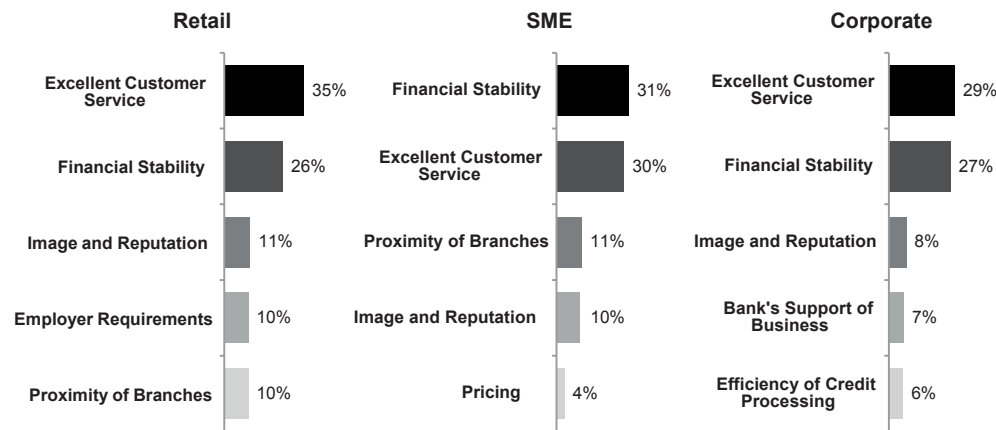 Retail
Excellent Customer
Service
35%
Financial Stability
26%
Image and Reputation
11%
Employer Requirements
10%
Proximity of Branches
10%
SME
Financial Stability
31%
Excellent Customer
Service
30%
Proximity of Branches
11%
Image and Reputation
10%
Pricing
4%
Corporate
Excellent Customer
Service
29%
Financial Stability
27%
Image and Reputation
8%
Bank's Support of
Business
7%
Efficiency of Credit
Processing
6%